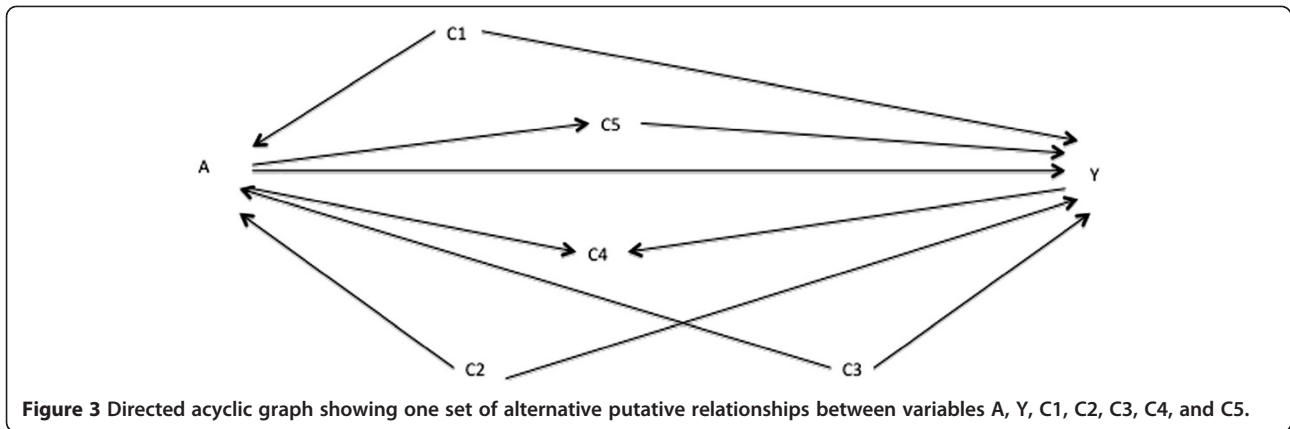 C1
C5
A
Y
C4
C2
C3
Figure 3 Directed acyclic graph showing one set of alternative putative relationships between variables A, Y, C1, C2, C3, C4, and C5.